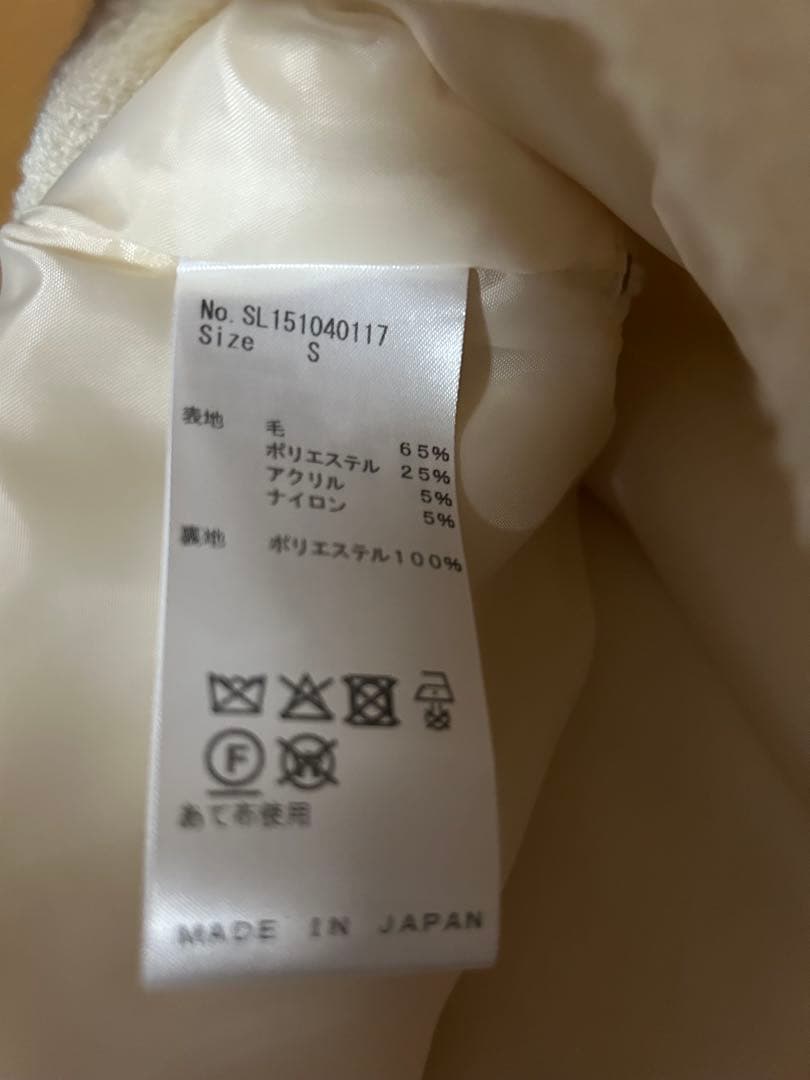 No. SL151040117
Size S
表地 毛 65%
ポリエステル 25%
アクリル 5%
ナイロン 5%
裏地 ポリエステル100%
F W
あて布使用
MADE IN JAPAN